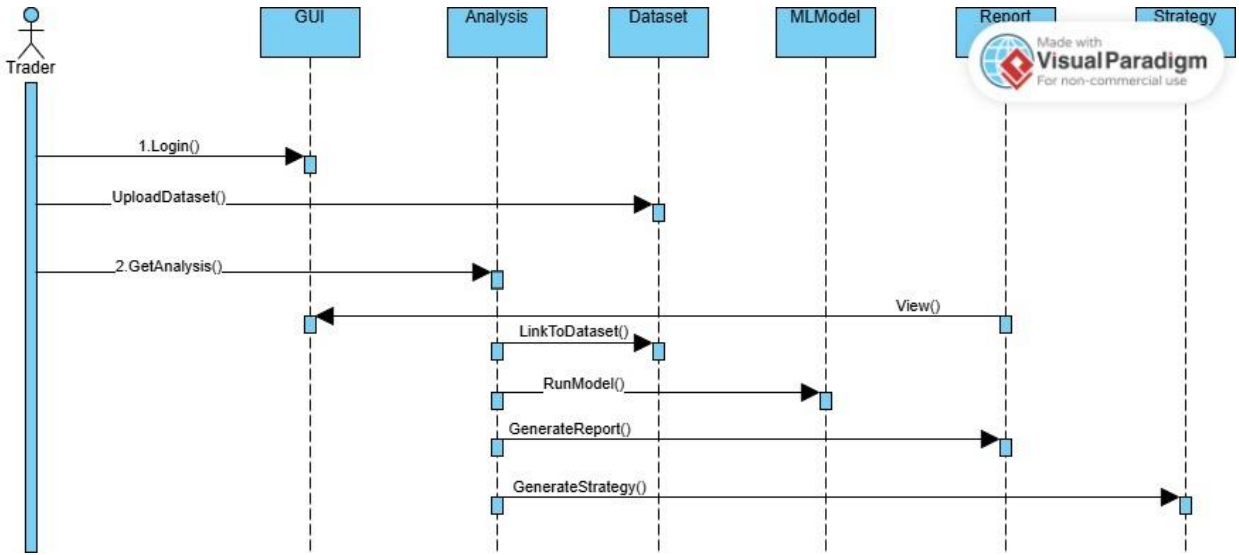 GUI
Analysis
Dataset
MLModel
Report
Strategy
Trader
Made with
Visual Paradigm
For non-commercial use
1.Login()
UploadDataset()
2.GetAnalysis()
View()
LinkToDataset()
RunModel()
GenerateReport()
GenerateStrategy()